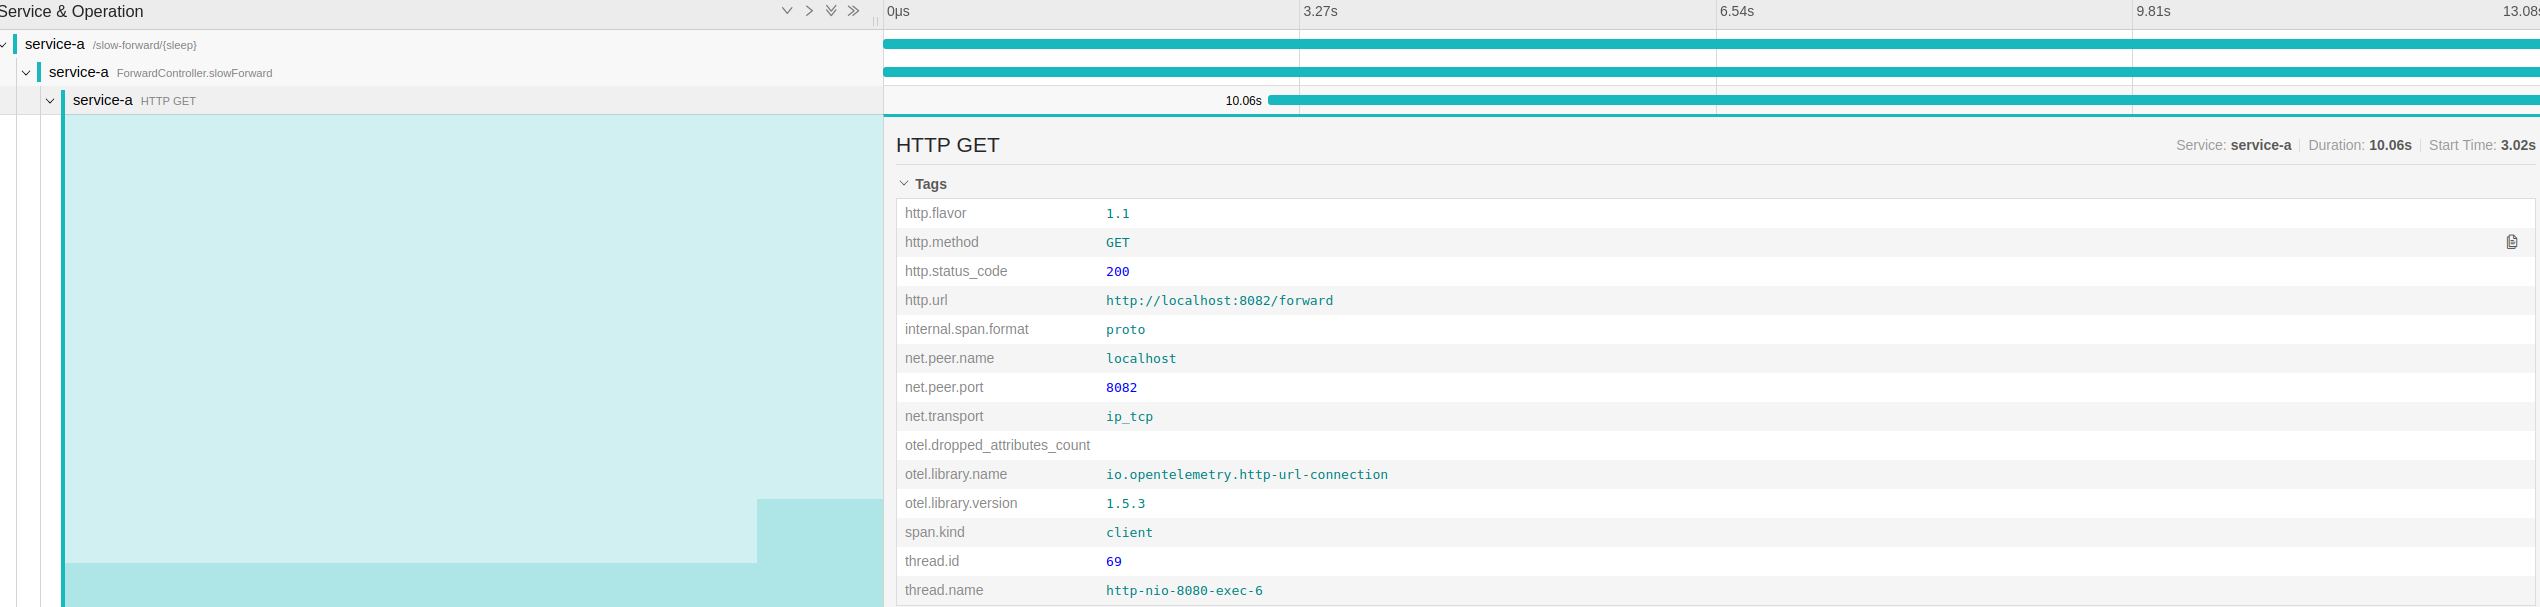 Service & Operation
0μs 3.27s 6.54s 9.81s 13.08s
service-a /slow-forward/{sleep}
service-a ForwardController.slowForward
service-a HTTP GET 10.06s
HTTP GET Service: service-a Duration: 10.06s Start Time: 3.02s
Tags
http.flavor 1.1
http.method GET
http.status_code 200
http.url http://localhost:8082/forward
internal.span.format proto
net.peer.name localhost
net.peer.port 8082
net.transport ip_tcp
otel.dropped_attributes_count
otel.library.name io.opentelemetry.http-url-connection
otel.library.version 1.5.3
span.kind client
thread.id 69
thread.name http-nio-8080-exec-6